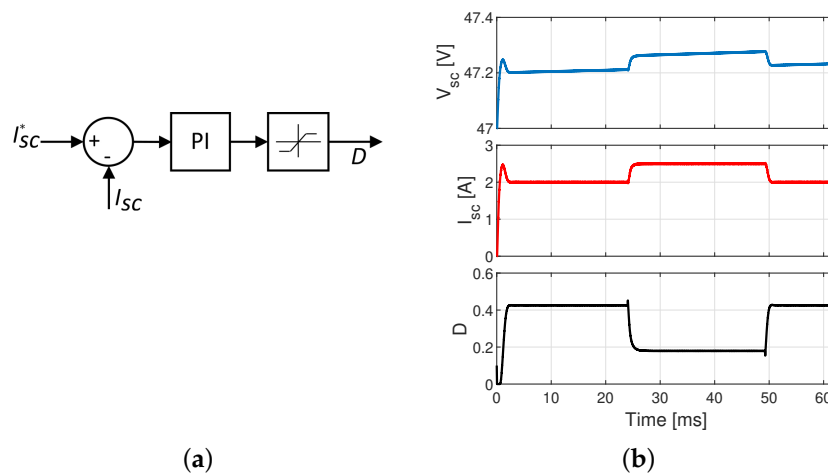 I*sc
+
-
PI
D
Isc
(a)
47.4
47.2
47
Vsc [V]
3
2
1
0
Isc [A]
0.6
0.4
0.2
0
D
0 10 20 30 40 50 60
Time [ms]
(b)